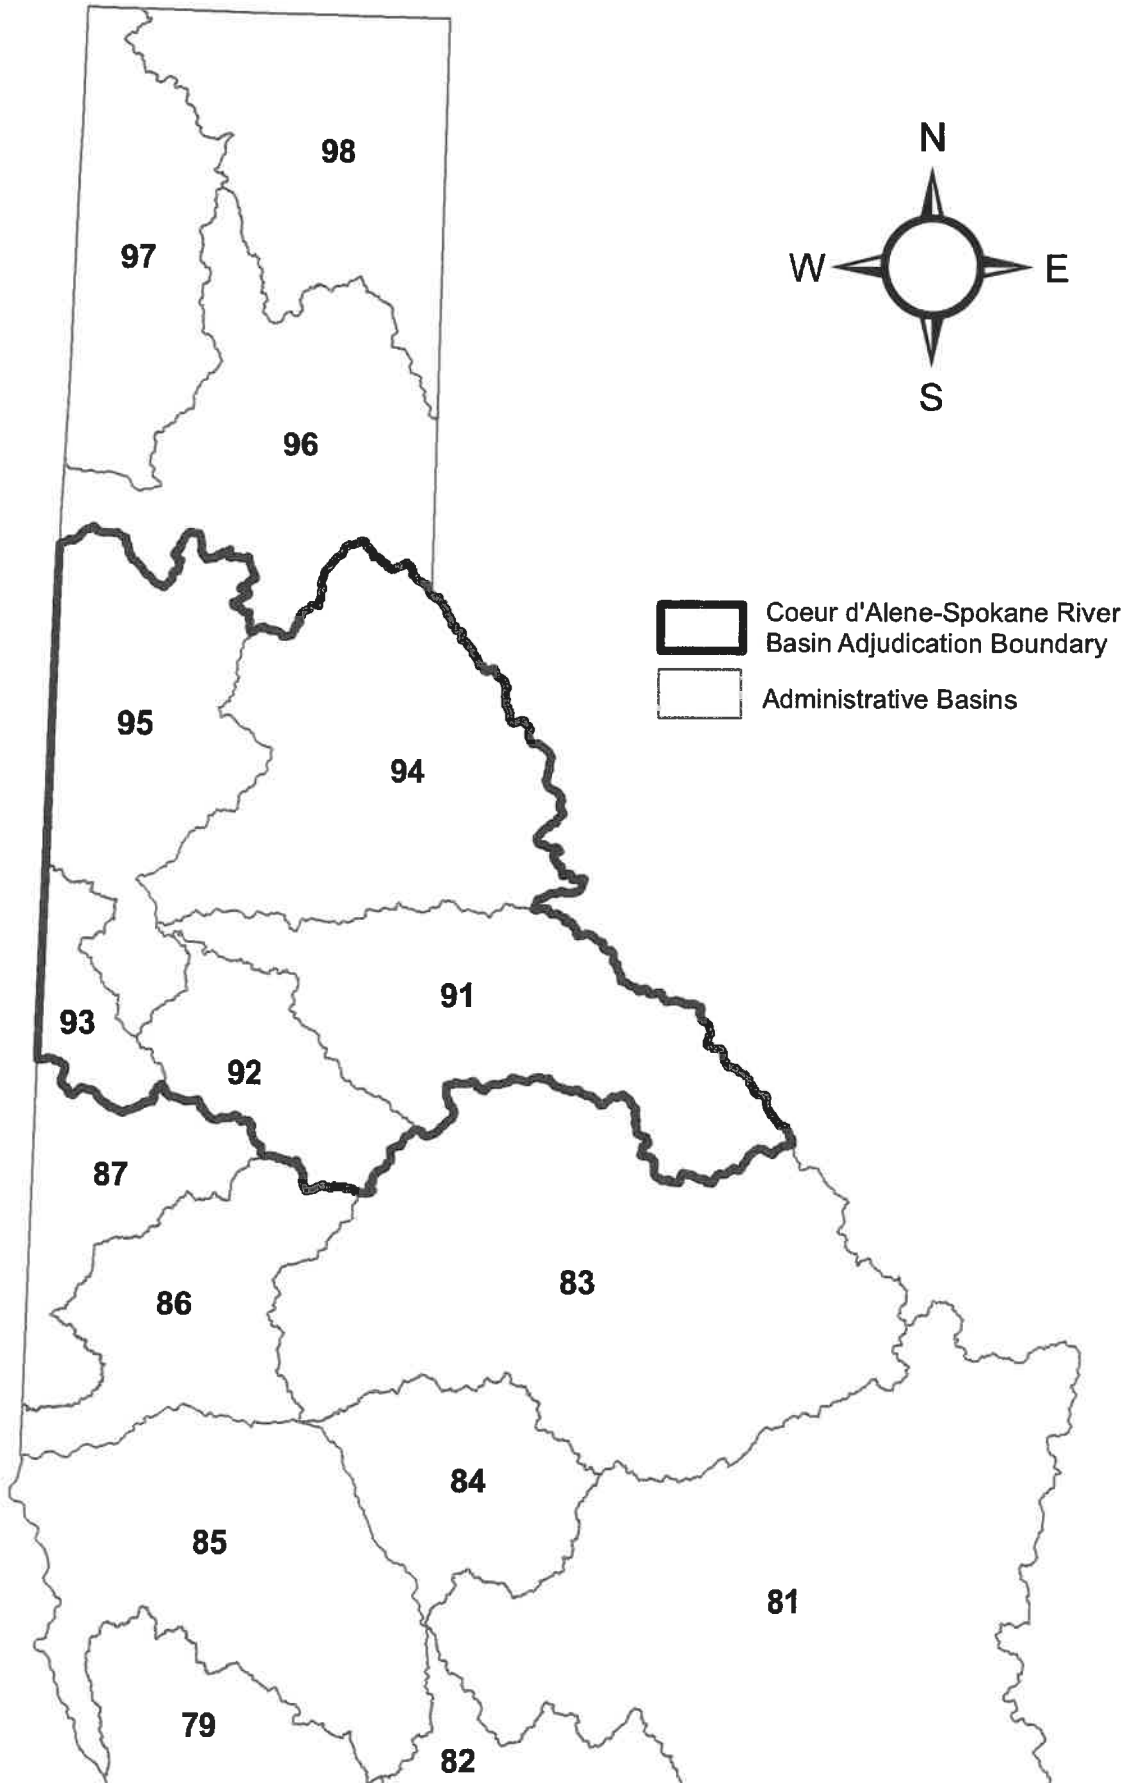 N
98
97
W
E
S
96
Coeur d'Alene-Spokane River
Basin Adjudication Boundary
Administrative Basins
95
94
91
93
92
87
83
86
84
85
81
79
82